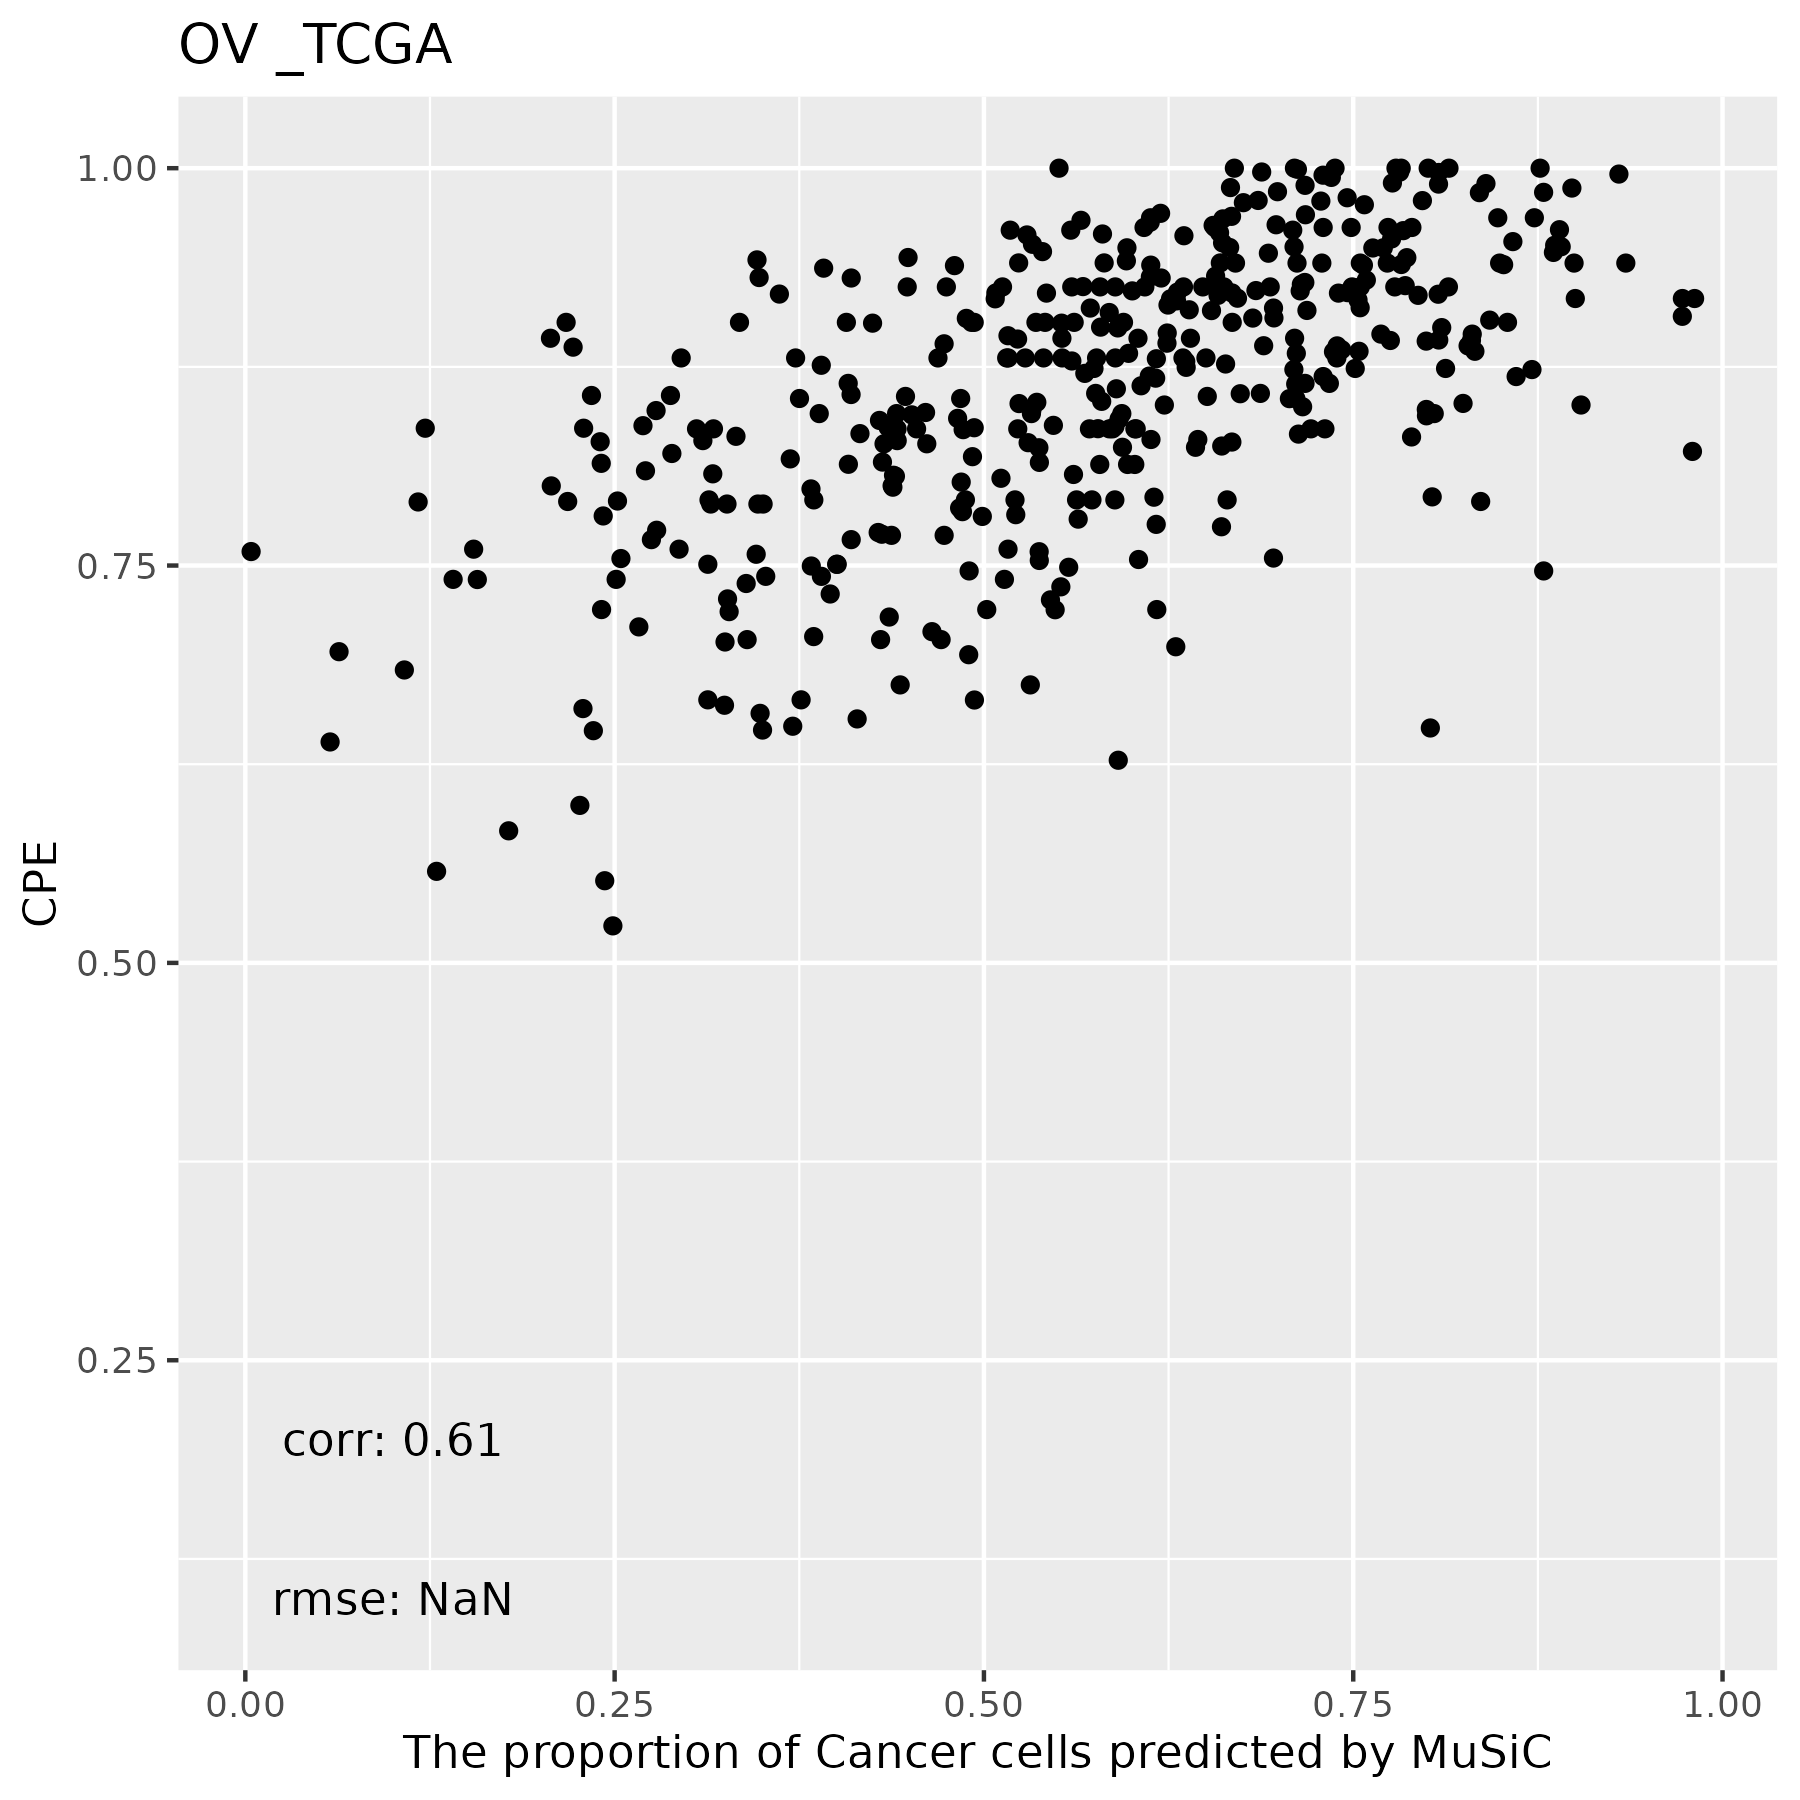 OV _TCGA
1.00
0.75
0.50
0.25
CPE
corr: 0.61
rmse: NaN
0.00 0.25 0.50 0.75 1.00
The proportion of Cancer cells predicted by MuSiC